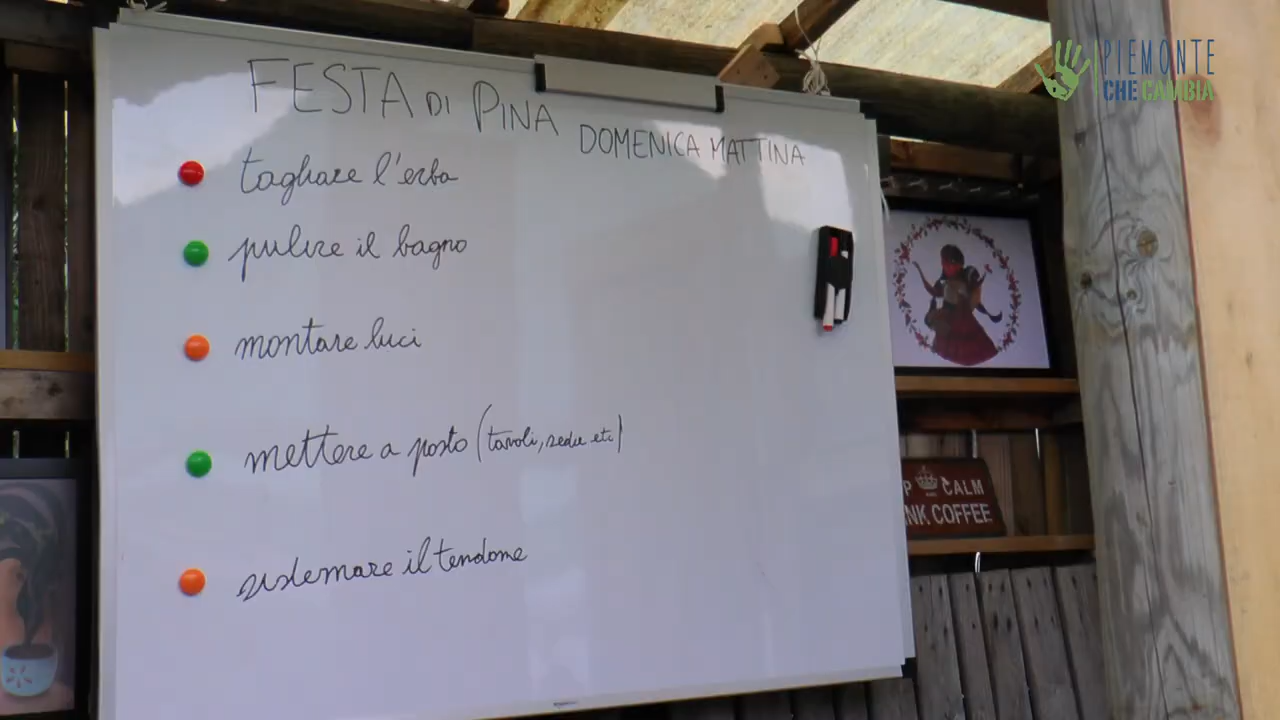 FESTA DI PINA
DOMENICA MATTINA
tagliare l'erba
pulire il bagno
montare luci
mettere a posto (tavoli, sedie etc)
sistemare il tendone
PIEMONTE
CHE CAMBIA
P CALM
NK COFFEE